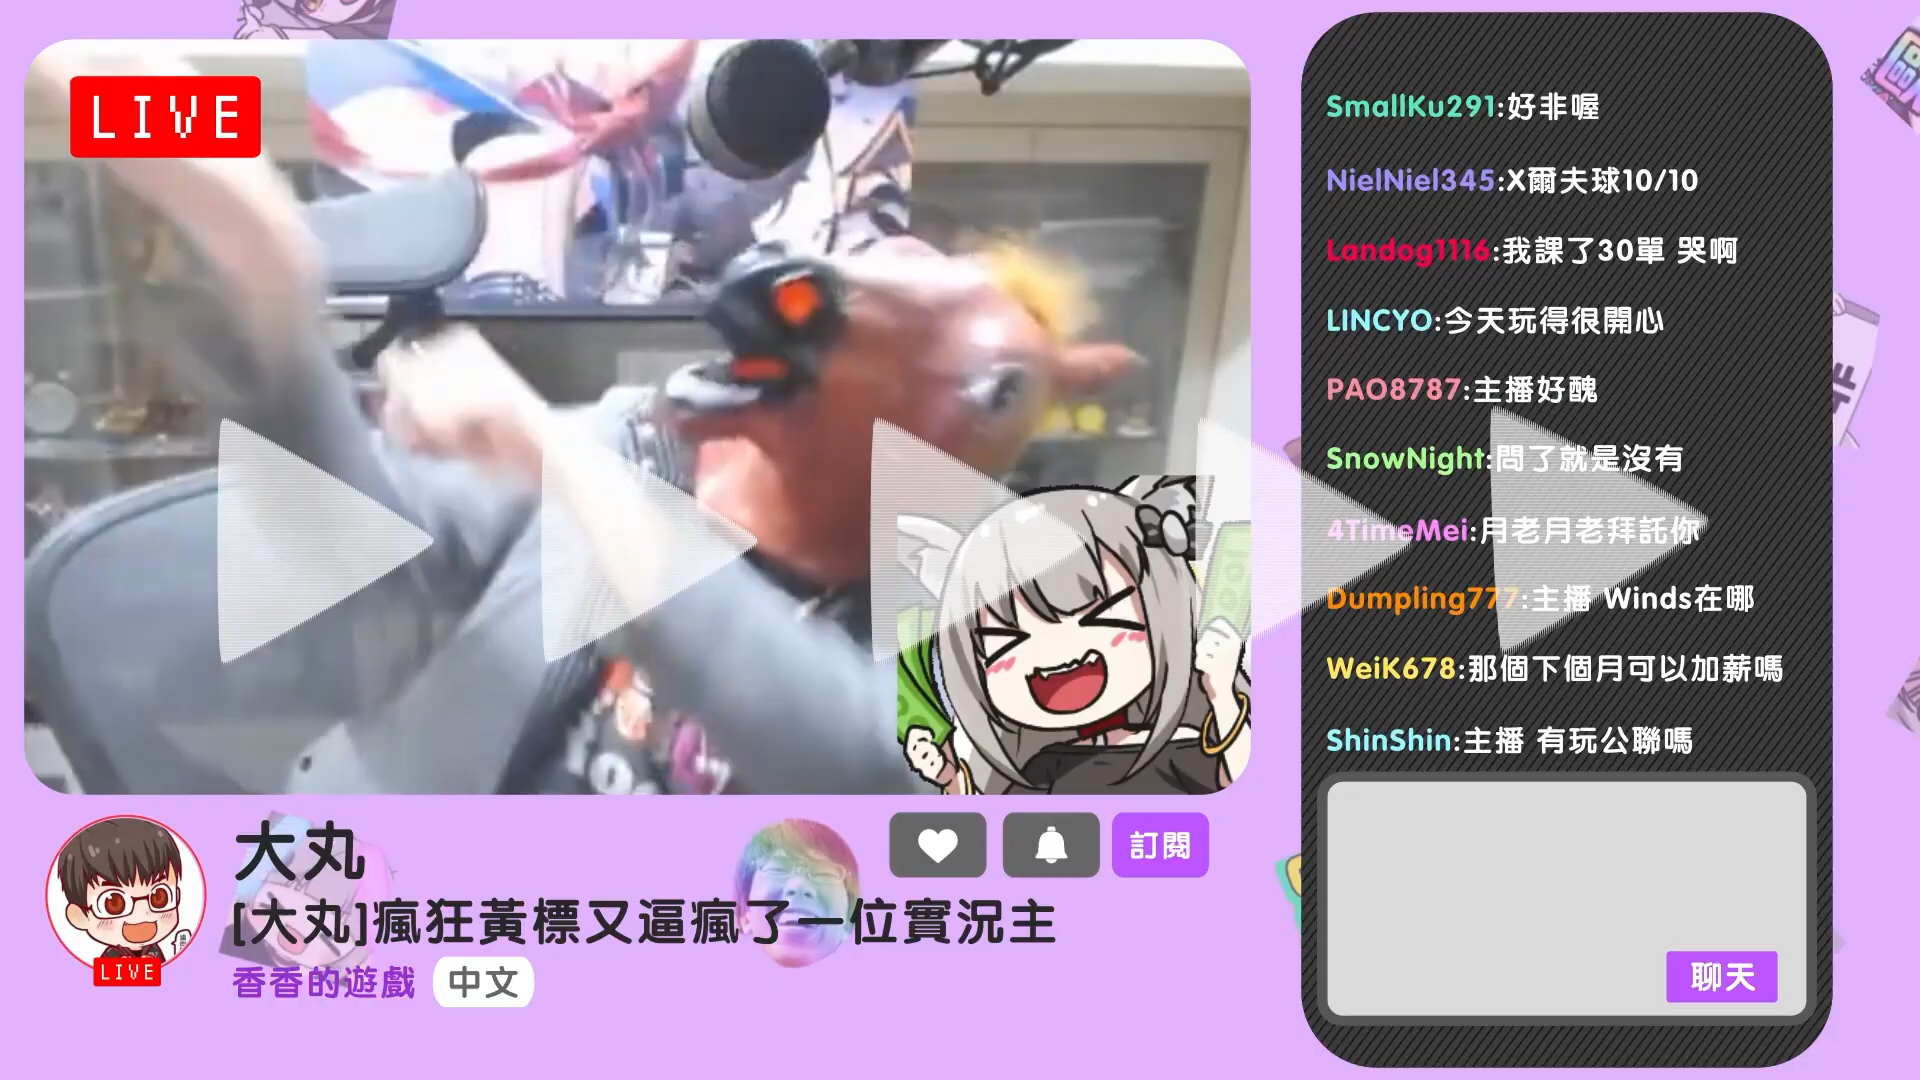 LIVE
SmallKu291:好非喔
NielNiel345:X爾夫球10/10
Landog1116:我課了30單 哭啊
LINCYO:今天玩得很開心
PAO8787:主播好醜
SnowNight:問了就是沒有
4TimeMei:月老月老拜託你
Dumpling777:主播 Winds在哪
WeiK678:那個下個月可以加薪嗎
ShinShin:主播 有玩公聯嗎
聊天
大丸
訂閱
[大丸]瘋狂黃標又逼瘋了一位實況主
LIVE
香香的遊戲 中文